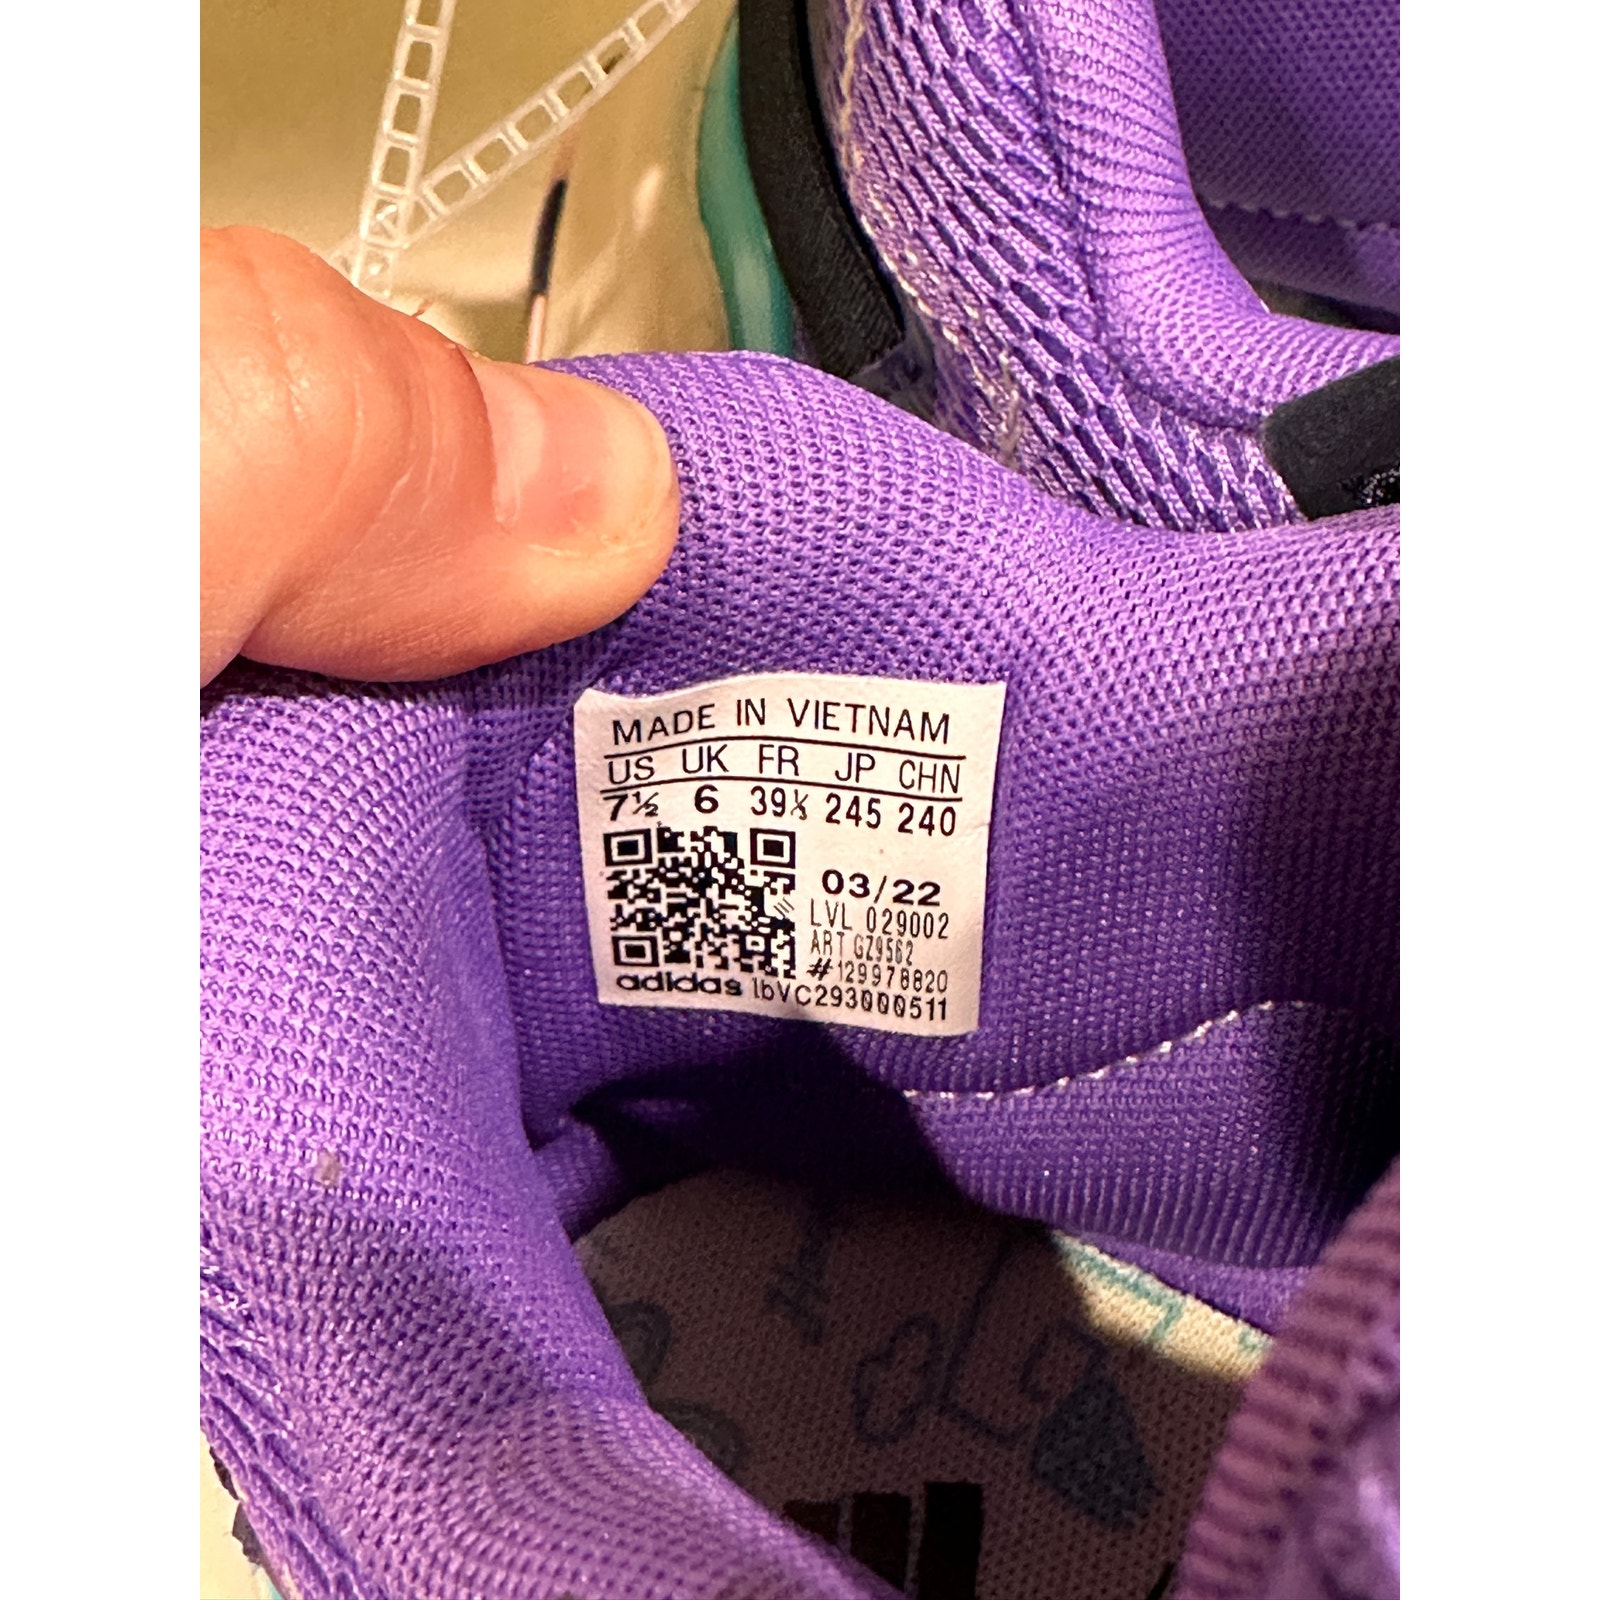 MADE IN VIETNAM
US UK FR JP CHN
7½ 6 39⅓ 245 240
03/22
LVL 029002
ART GZ9562
#129978820
adidas lbVC293000511